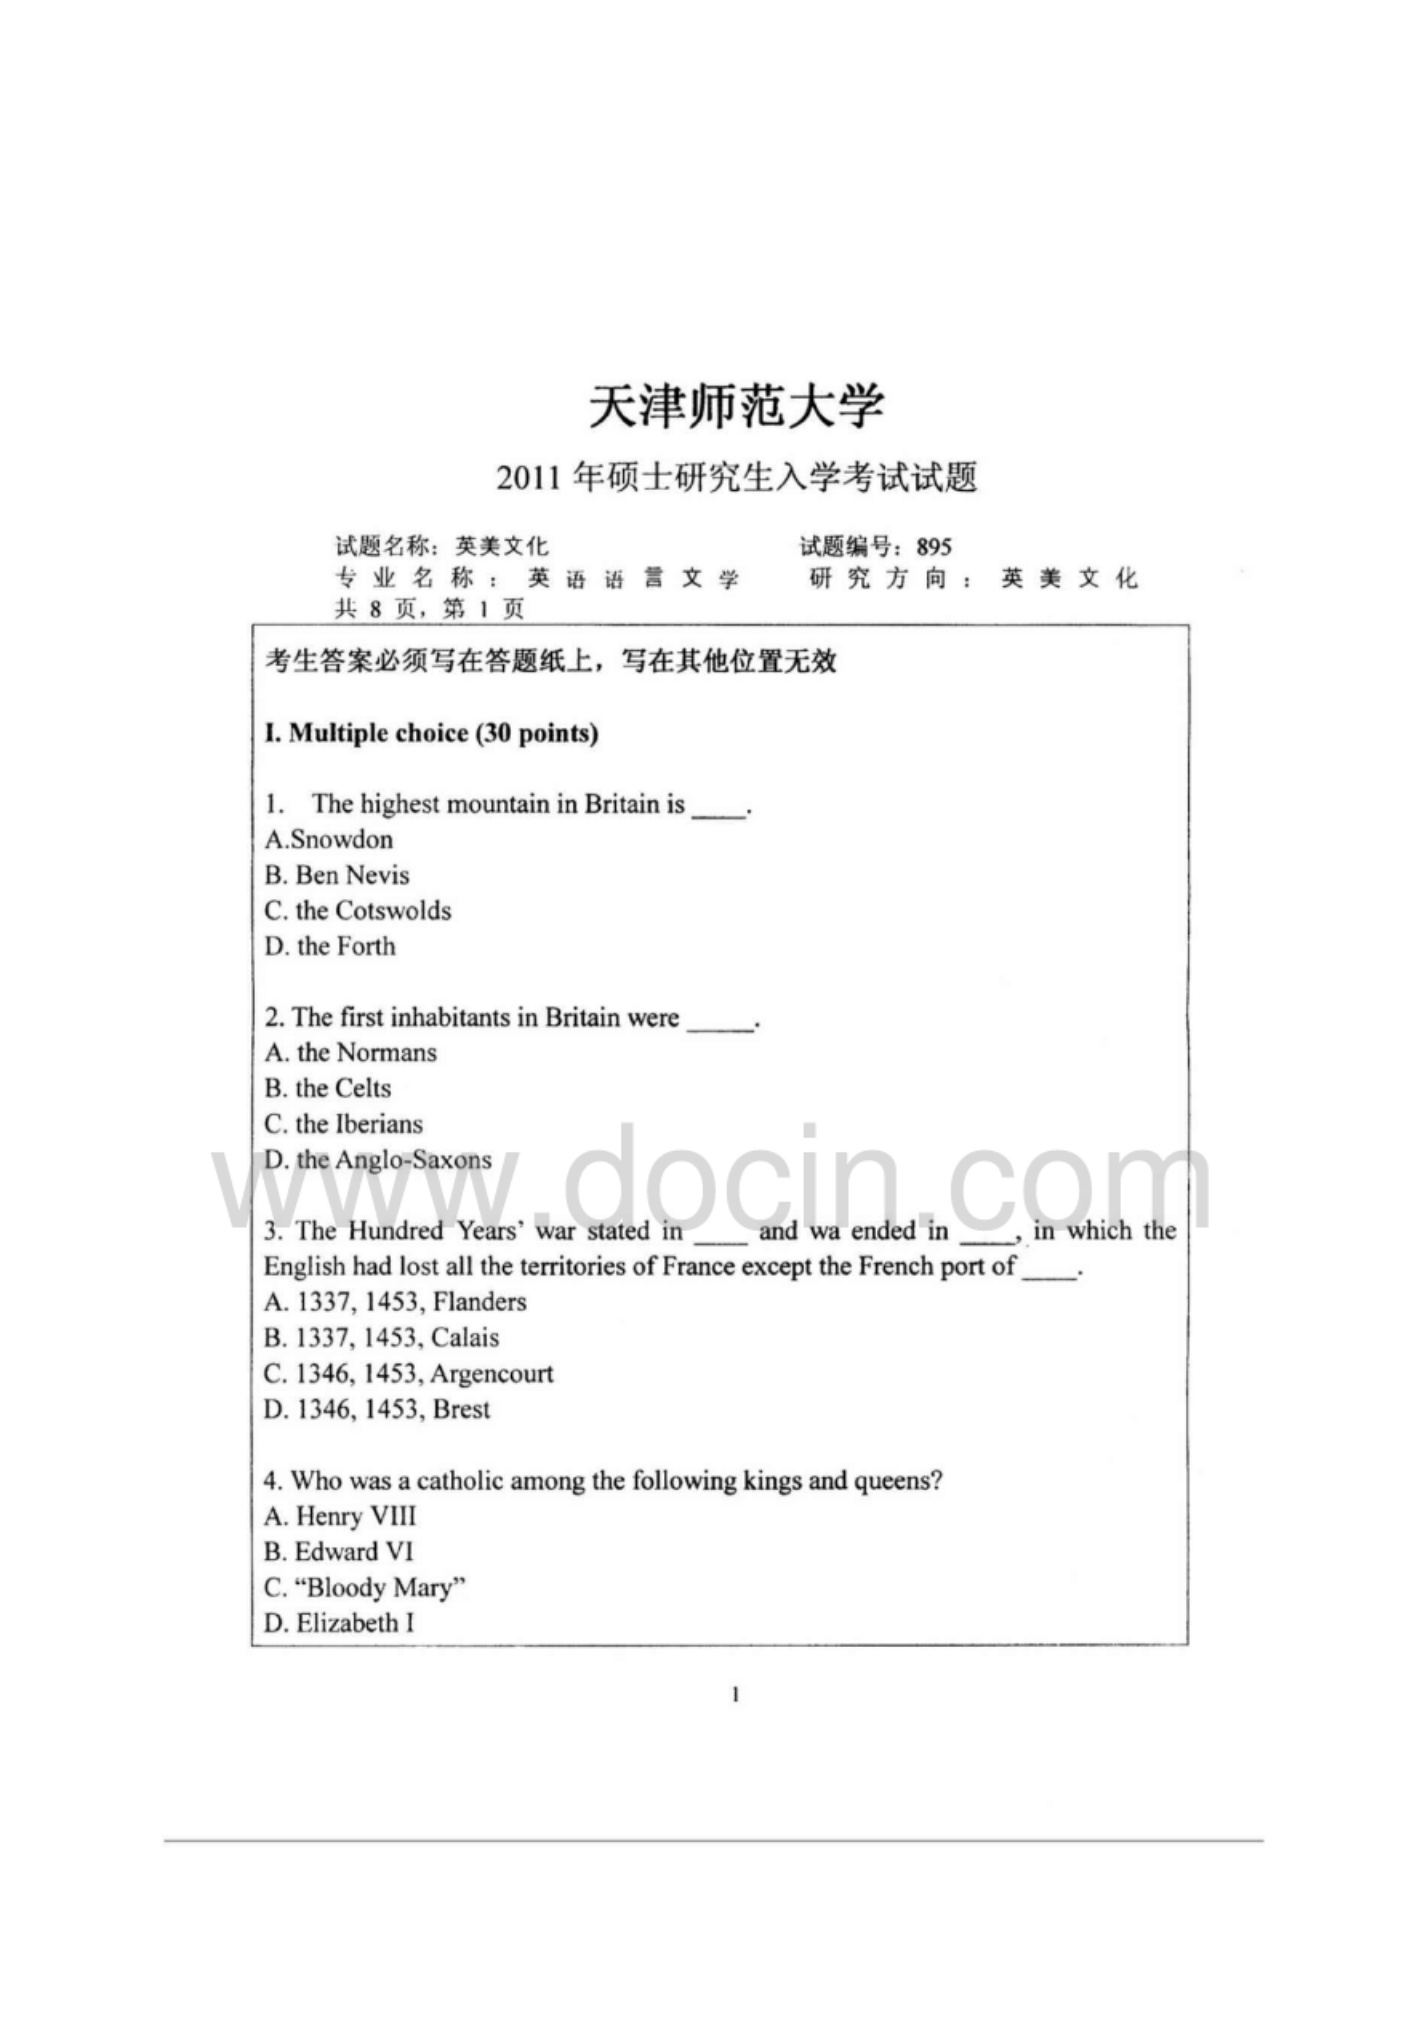 天津师范大学
2011 年硕士研究生入学考试试题
试题名称：英美文化 试题编号：895
专 业 名 称 ： 英 语 语 言 文 学 研 究 方 向 ： 英 美 文 化
共 8 页，第 1 页
考生答案必须写在答题纸上，写在其他位置无效
I. Multiple choice (30 points)
1. The highest mountain in Britain is ____.
A.Snowdon
B. Ben Nevis
C. the Cotswolds
D. the Forth
2. The first inhabitants in Britain were _____.
A. the Normans
B. the Celts
C. the Iberians
D. the Anglo-Saxons
www.docin.com
3. The Hundred Years' war stated in ____ and wa ended in ____, in which the
English had lost all the territories of France except the French port of ____.
A. 1337, 1453, Flanders
B. 1337, 1453, Calais
C. 1346, 1453, Argencourt
D. 1346, 1453, Brest
4. Who was a catholic among the following kings and queens?
A. Henry VIII
B. Edward VI
C. “Bloody Mary”
D. Elizabeth I
1